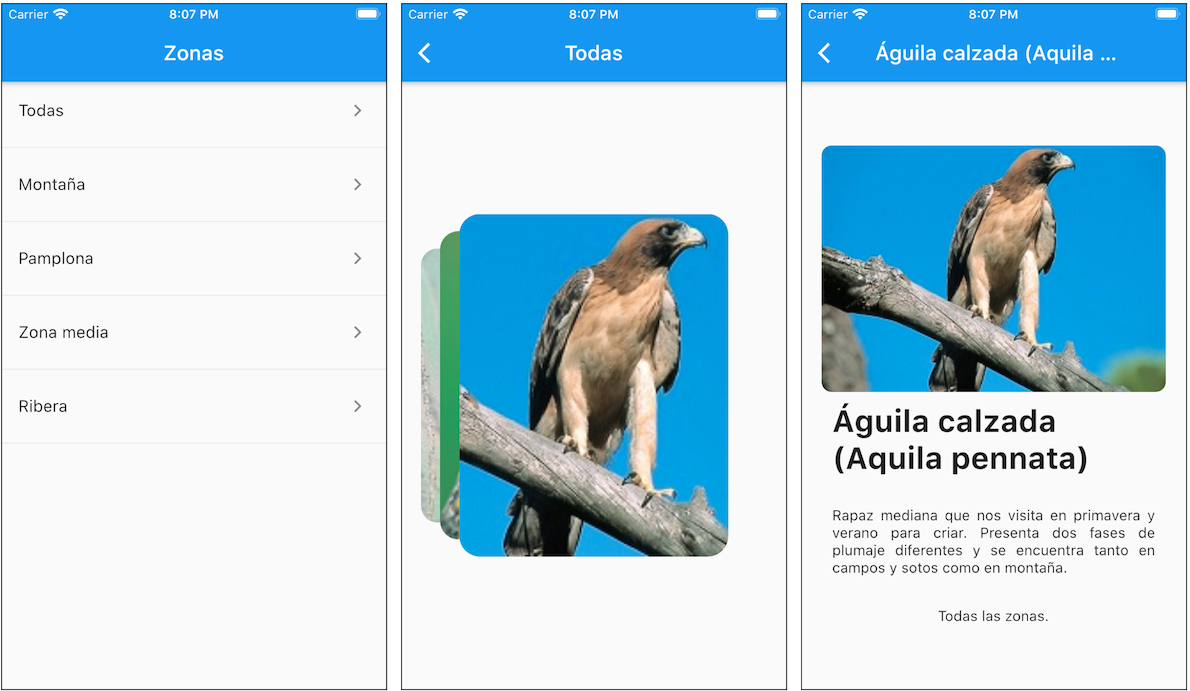 Carrier 8:07 PM
Zonas
Todas
Montaña
Pamplona
Zona media
Ribera
Carrier 8:07 PM
Todas
Carrier 8:07 PM
Águila calzada (Aquila ...
Águila calzada
(Aquila pennata)
Rapaz mediana que nos visita en primavera y
verano para criar. Presenta dos fases de
plumaje diferentes y se encuentra tanto en
campos y sotos como en montaña.
Todas las zonas.